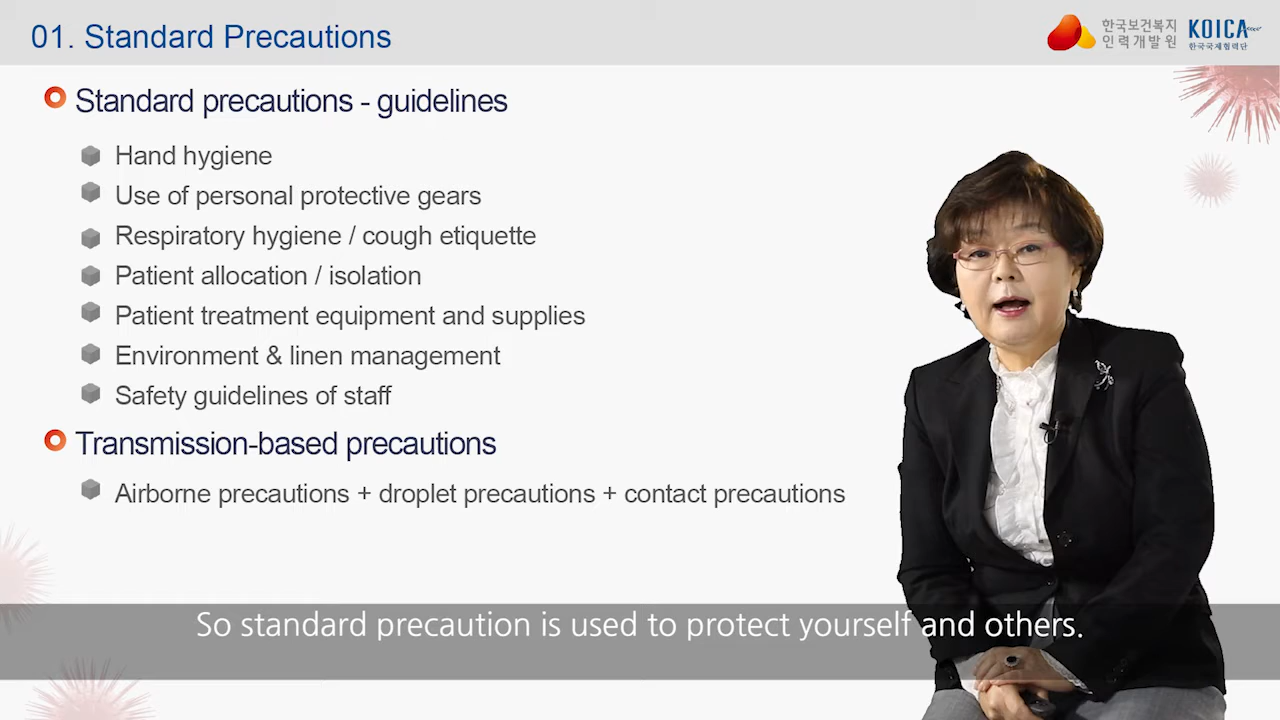 01. Standard Precautions
한국보건복지
인력개발원
KOICA
한국국제협력단
Standard precautions - guidelines
Hand hygiene
Use of personal protective gears
Respiratory hygiene / cough etiquette
Patient allocation / isolation
Patient treatment equipment and supplies
Environment & linen management
Safety guidelines of staff
Transmission-based precautions
Airborne precautions + droplet precautions + contact precautions
So standard precaution is used to protect yourself and others.